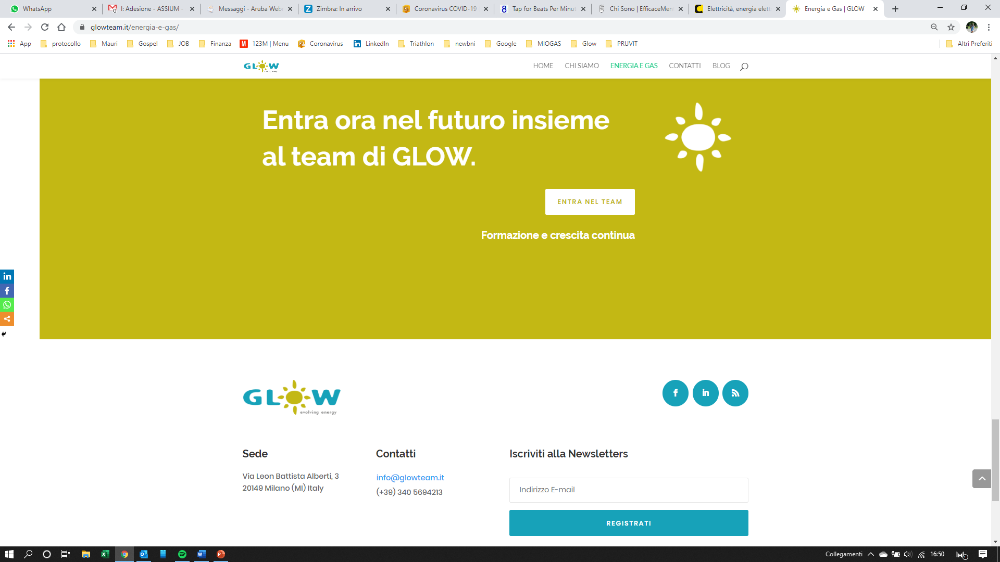 WhatsApp
I: Adesione - ASSIUM -
Messaggi - Aruba Web
Zimbra: In arrivo
Coronavirus COVID-19
Tap for Beats Per Minut
Chi Sono | EfficaceMen
Elettricità, energia elett
Energia e Gas | GLOW
glowteam.it/energia-e-gas/
App
protocollo
Mauri
Gospel
JOB
Finanza
123M | Menu
Coronavirus
LinkedIn
Triathlon
newbni
Google
MIOGAS
Glow
PRUVIT
Altri Preferiti
GLOW
HOME
CHI SIAMO
ENERGIA E GAS
CONTATTI
BLOG
Entra ora nel futuro insieme
al team di GLOW.
ENTRA NEL TEAM
Formazione e crescita continua
GLOW
evolving energy
Sede
Via Leon Battista Alberti, 3
20149 Milano (MI) Italy
Contatti
info@glowteam.it
(+39) 340 5694213
Iscriviti alla Newsletters
Indirizzo E-mail
REGISTRATI
Collegamenti
16:50